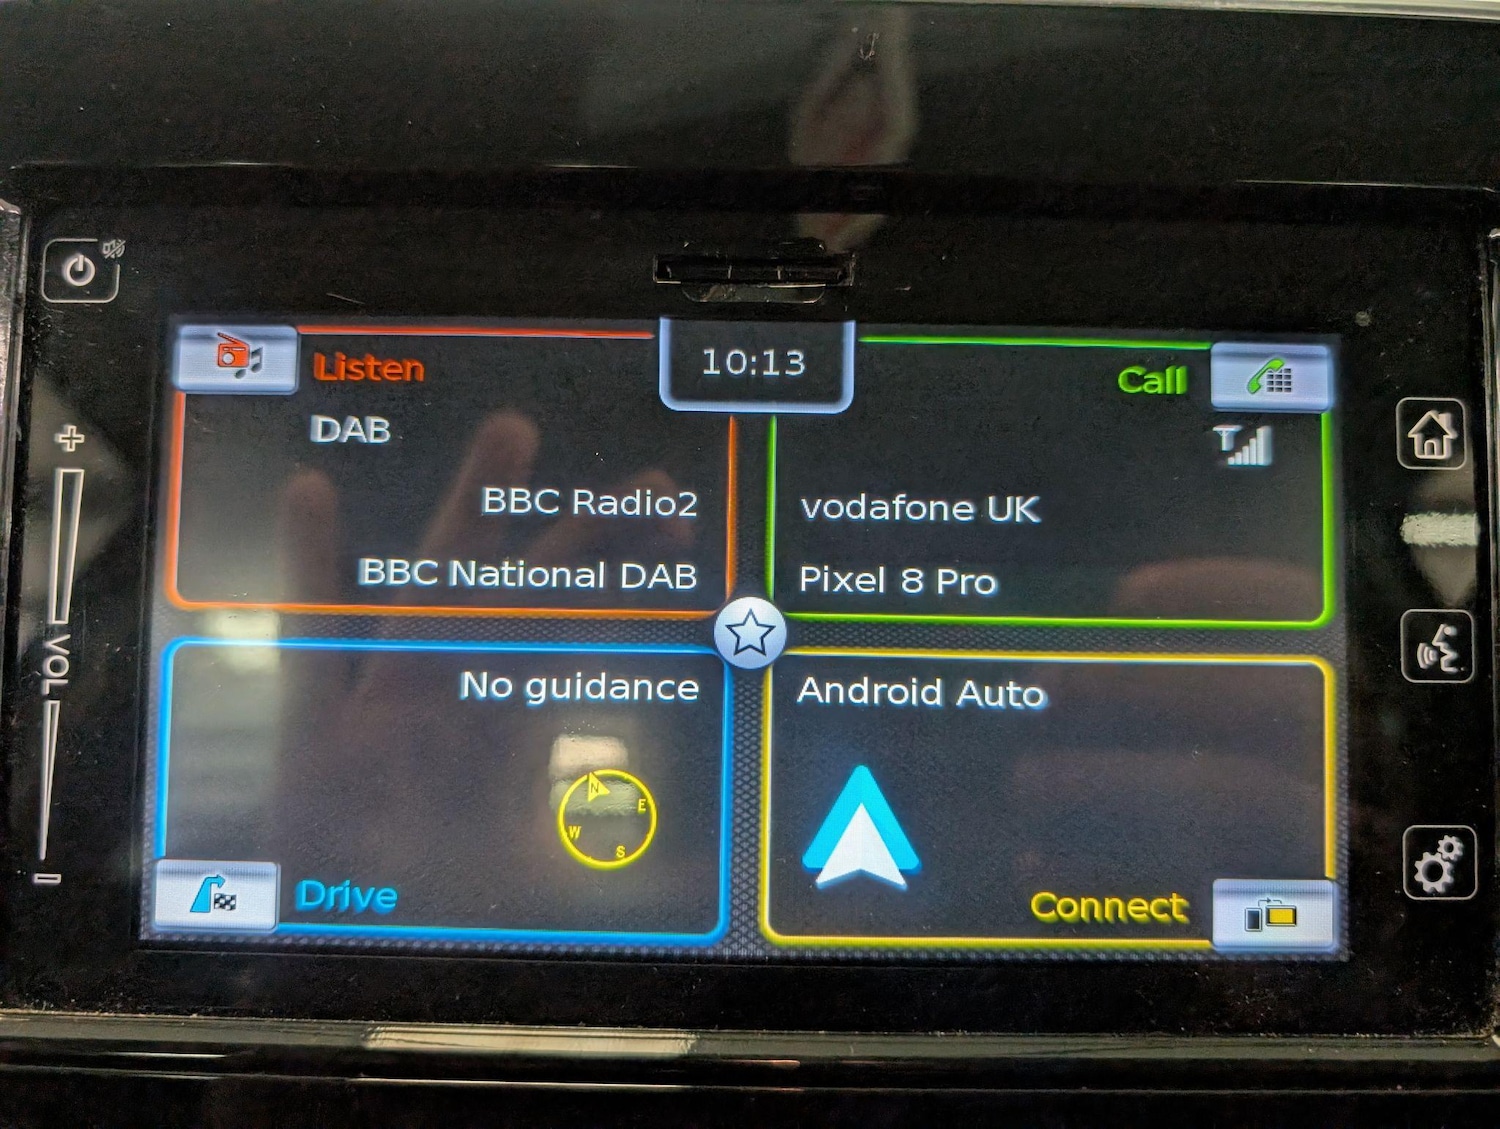 10:13
Listen
DAB
BBC Radio2
BBC National DAB
Call
vodafone UK
Pixel 8 Pro
No guidance
N
E
W
S
Drive
Android Auto
Connect
+
VOL
-